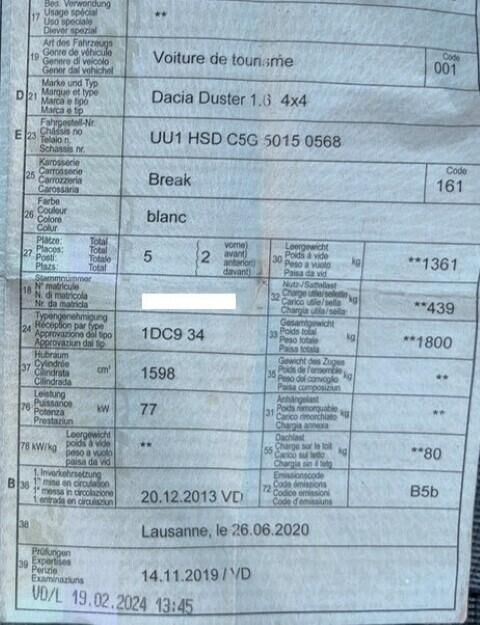 Bes. Verwendung
17 Usage spécial **
Uso speciale
Diever spezial
Art des Fahrzeugs
19 Genre de véhicule Voiture de tourisme Code 001
Genere di veicolo
Gener dal vehichel
Marke und Typ
D 21 Marque et type Dacia Duster 1.6 4x4
Marca e tipo
Marca e tip
Fahrgestell-Nr.
E 23 Châssis no UU1 HSD C5G 5015 0568
Telaio n.
Schassis nr.
Karosserie
25 Carrosserie Break Code 161
Carrozzeria
Carossaria
Farbe
26 Couleur blanc
Colore
Colur
27 Plätze: Total 5 {2 vorne) 30 Leergewicht kg **1361
Places: Total avant) Poids à vide
Posti: Totale anteriori) Peso a vuoto
Plazs: Total davant) Paisa da vid
Stammnummer
18 N° matricule 32 Nutz-/Sattellast kg **439
N. di matricola Charge utile/sellette
Nr. da matricla Carico utile/sella
Chargia utila/sella
Typengenehmigung
24 Réception par type 1DC9 34 33 Gesamtgewicht kg **1800
Approvazione del tipo Poids total
Approvaziun dal tip Peso totale
Paisa totala
Hubraum
37 Cylindrée cm³ 1598 35 Gewicht des Zuges kg **
Cilindrata Poids de l'ensemble
Cilindrada Peso del convoglio
Paisa cumposiziun
Leistung
76 Puissance kW 77 31 Anhängelast kg **
Potenza Poids remorquable
Prestaziun Carico rimorchiato
Chargia annexa
78 kW/kg Leergewicht ** 55 Dachlast kg **80
poids à vide Charge sur le toit
peso a vuoto Carico sul tetto
paisa da vid Chargia sin il tetg
B 36 1. Inverkehrsetzung 20.12.2013 VD 72 Emissionscode B5b
1re mise en circulation Code émissions
1a messa in circolazione Codice emissioni
1. entrada en circulaziun Code d'emissiuns
38 Lausanne, le 26.06.2020
Prüfungen
39 Expertises 14.11.2019 / VD
Perizie
Examinaziuns
VD/L 19.02.2024 13:45